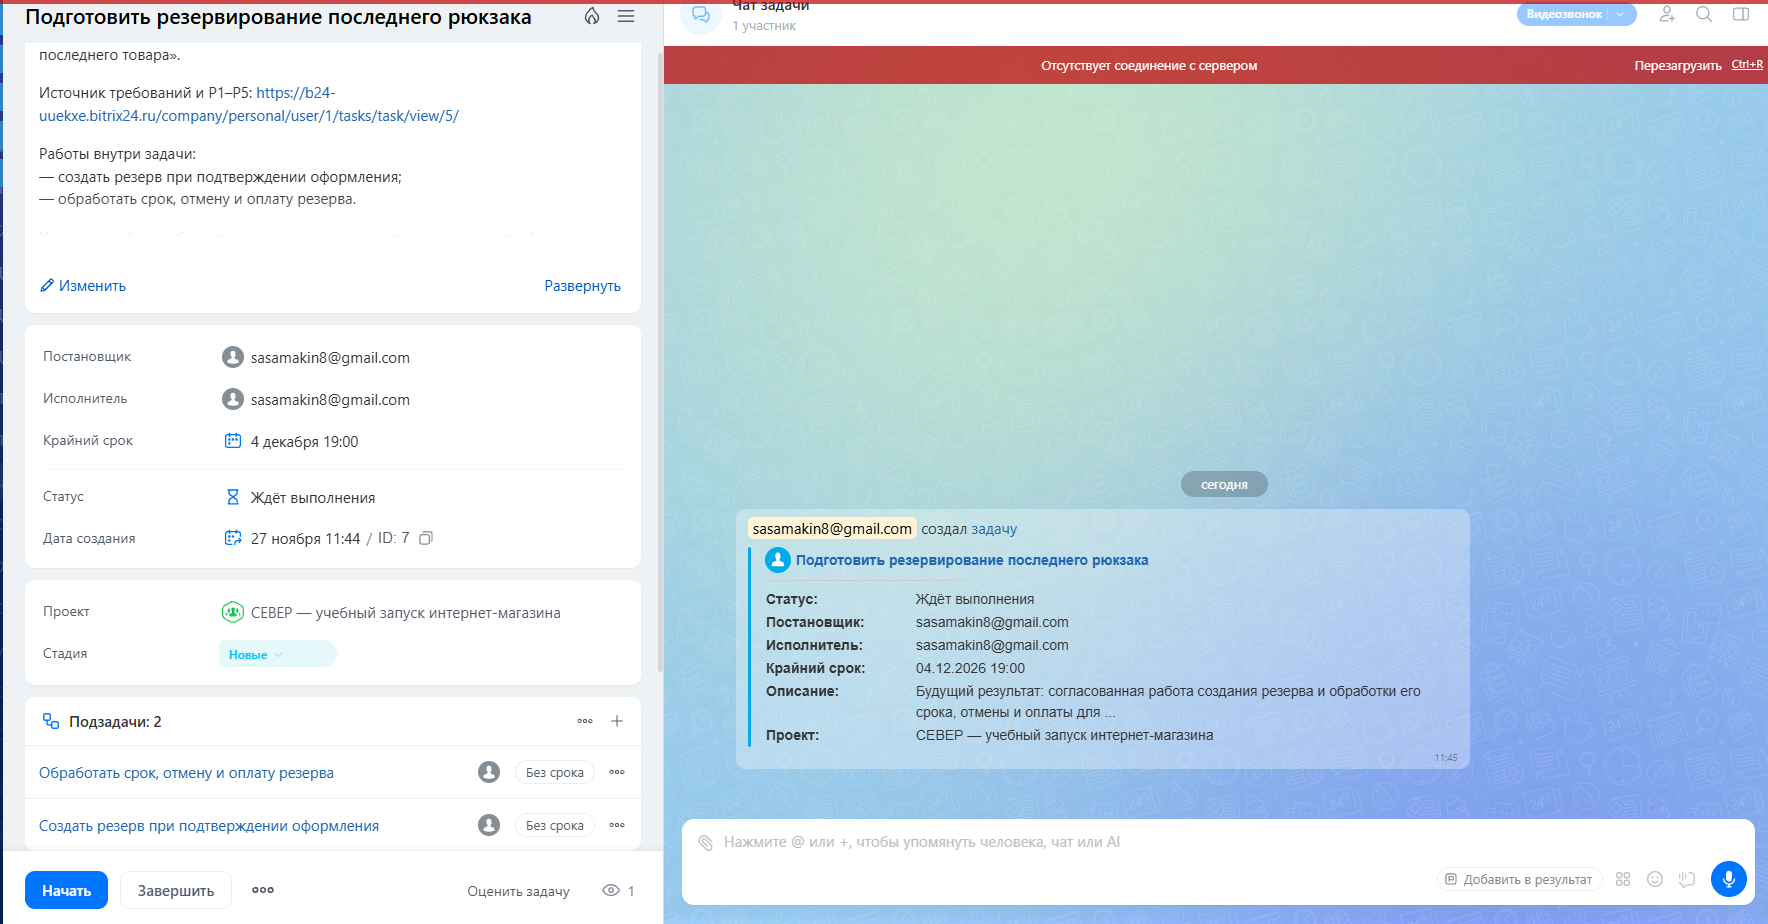 Подготовить резервирование последнего рюкзака
последнего товара».
Источник требований и P1–P5: https://b24-
uuekxe.bitrix24.ru/company/personal/user/1/tasks/task/view/5/
Работы внутри задачи:
— создать резерв при подтверждении оформления;
— обработать срок, отмену и оплату резерва.
Изменить
Развернуть
Постановщик
sasamakin8@gmail.com
Исполнитель
sasamakin8@gmail.com
Крайний срок
4 декабря 19:00
Статус
Ждёт выполнения
Дата создания
27 ноября 11:44 / ID: 7
Проект
СЕВЕР — учебный запуск интернет-магазина
Стадия
Новые
Подзадачи: 2
Обработать срок, отмену и оплату резерва
Без срока
Создать резерв при подтверждении оформления
Без срока
Начать
Завершить
Оценить задачу
1
Чат задачи
1 участник
Видеозвонок
Отсутствует соединение с сервером
Перезагрузить Ctrl+R
сегодня
sasamakin8@gmail.com создал задачу
Подготовить резервирование последнего рюкзака
Статус: Ждёт выполнения
Постановщик: sasamakin8@gmail.com
Исполнитель: sasamakin8@gmail.com
Крайний срок: 04.12.2026 19:00
Описание: Будущий результат: согласованная работа создания резерва и обработки его
срока, отмены и оплаты для ...
Проект: СЕВЕР — учебный запуск интернет-магазина
11:45
Нажмите @ или +, чтобы упомянуть человека, чат или AI
Добавить в результат